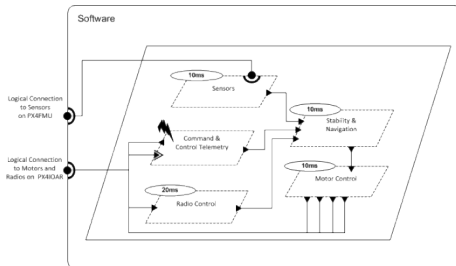 Software
10ms
Sensors
10ms
Logical Connection
to Sensors
on PX4FMU
Stability &
Navigation
Command &
Control Telemetry
Logical Connection
to Motors and
Radios on PX4IOAR
10ms
Motor Control
20ms
Radio Control